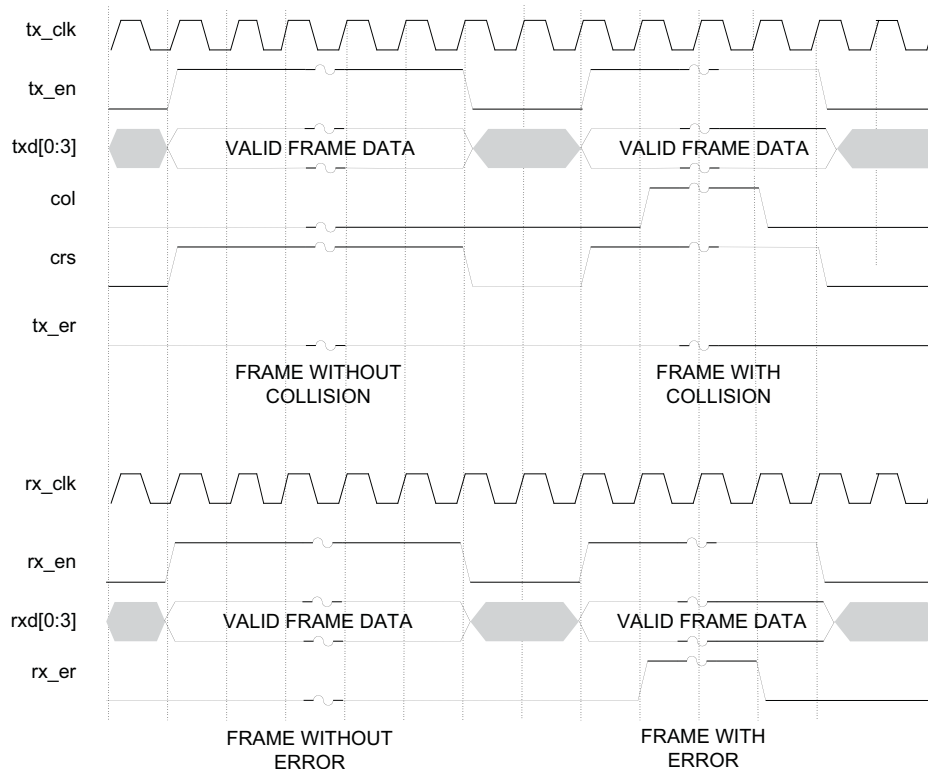 tx_clk
tx_en
txd[0:3]
VALID FRAME DATA
VALID FRAME DATA
col
crs
tx_er
FRAME WITHOUT
COLLISION
FRAME WITH
COLLISION
rx_clk
rx_en
rxd[0:3]
VALID FRAME DATA
VALID FRAME DATA
rx_er
FRAME WITHOUT
ERROR
FRAME WITH
ERROR